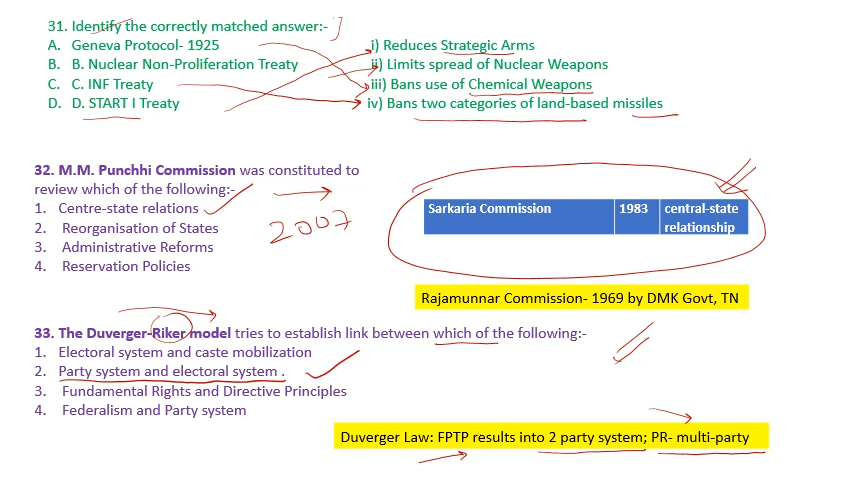 31. Identify the correctly matched answer:-
A. Geneva Protocol- 1925 i) Reduces Strategic Arms
B. B. Nuclear Non-Proliferation Treaty ii) Limits spread of Nuclear Weapons
C. C. INF Treaty iii) Bans use of Chemical Weapons
D. D. START I Treaty iv) Bans two categories of land-based missiles
32. M.M. Punchhi Commission was constituted to
review which of the following:-
1. Centre-state relations
2. Reorganisation of States
3. Administrative Reforms
4. Reservation Policies
2007
Sarkaria Commission 1983 central-state
relationship
Rajamunnar Commission- 1969 by DMK Govt, TN
33. The Duverger-Riker model tries to establish link between which of the following:-
1. Electoral system and caste mobilization
2. Party system and electoral system .
3. Fundamental Rights and Directive Principles
4. Federalism and Party system
Duverger Law: FPTP results into 2 party system; PR- multi-party